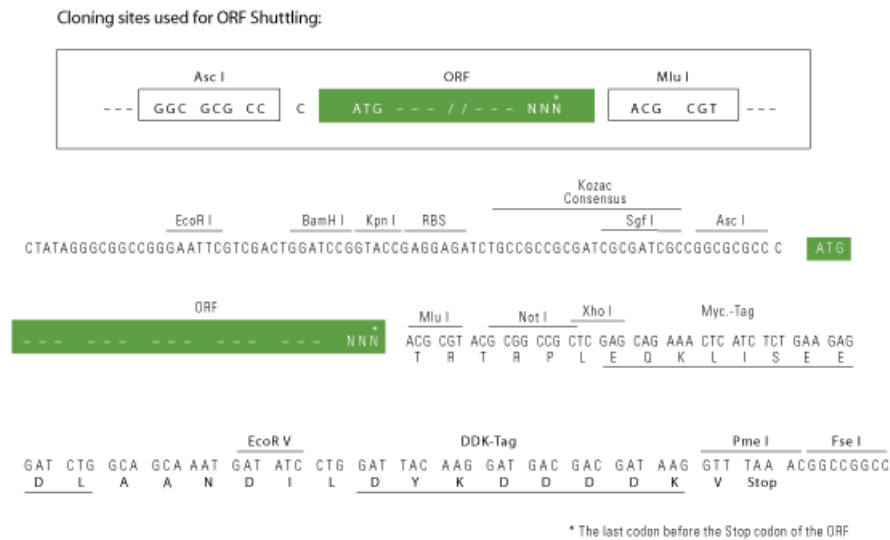 Cloning sites used for ORF Shuttling:
Asc I ORF Mlu I
--- GGC GCG CC C ATG --- // --- NNN* ACG CGT ---
Kozac
Consensus
EcoR I BamH I Kpn I RBS Sgf I Asc I
CTATAGGGCGGCCGGGAATTCGTCGACTGGATCCGGTACCGAGGAGATCTGCCGCCGCGATCGCGATCGCCGGCGCGCC C ATG
ORF Mlu I Not I Xho I Myc.-Tag
--- --- --- --- --- NNN* ACG CGT ACG CGG CCG CTC GAG CAG AAA CTC ATC TCT GAA GAG
T R T R P L E Q K L I S E E
EcoR V DDK-Tag Pme I Fse I
GAT CTG GCA GCA AAT GAT ATC CTG GAT TAC AAG GAT GAC GAC GAT AAG GTT TAA ACGGCCGGCC
D L A A N D I L D Y K D D D D K V Stop
* The last codon before the Stop codon of the ORF